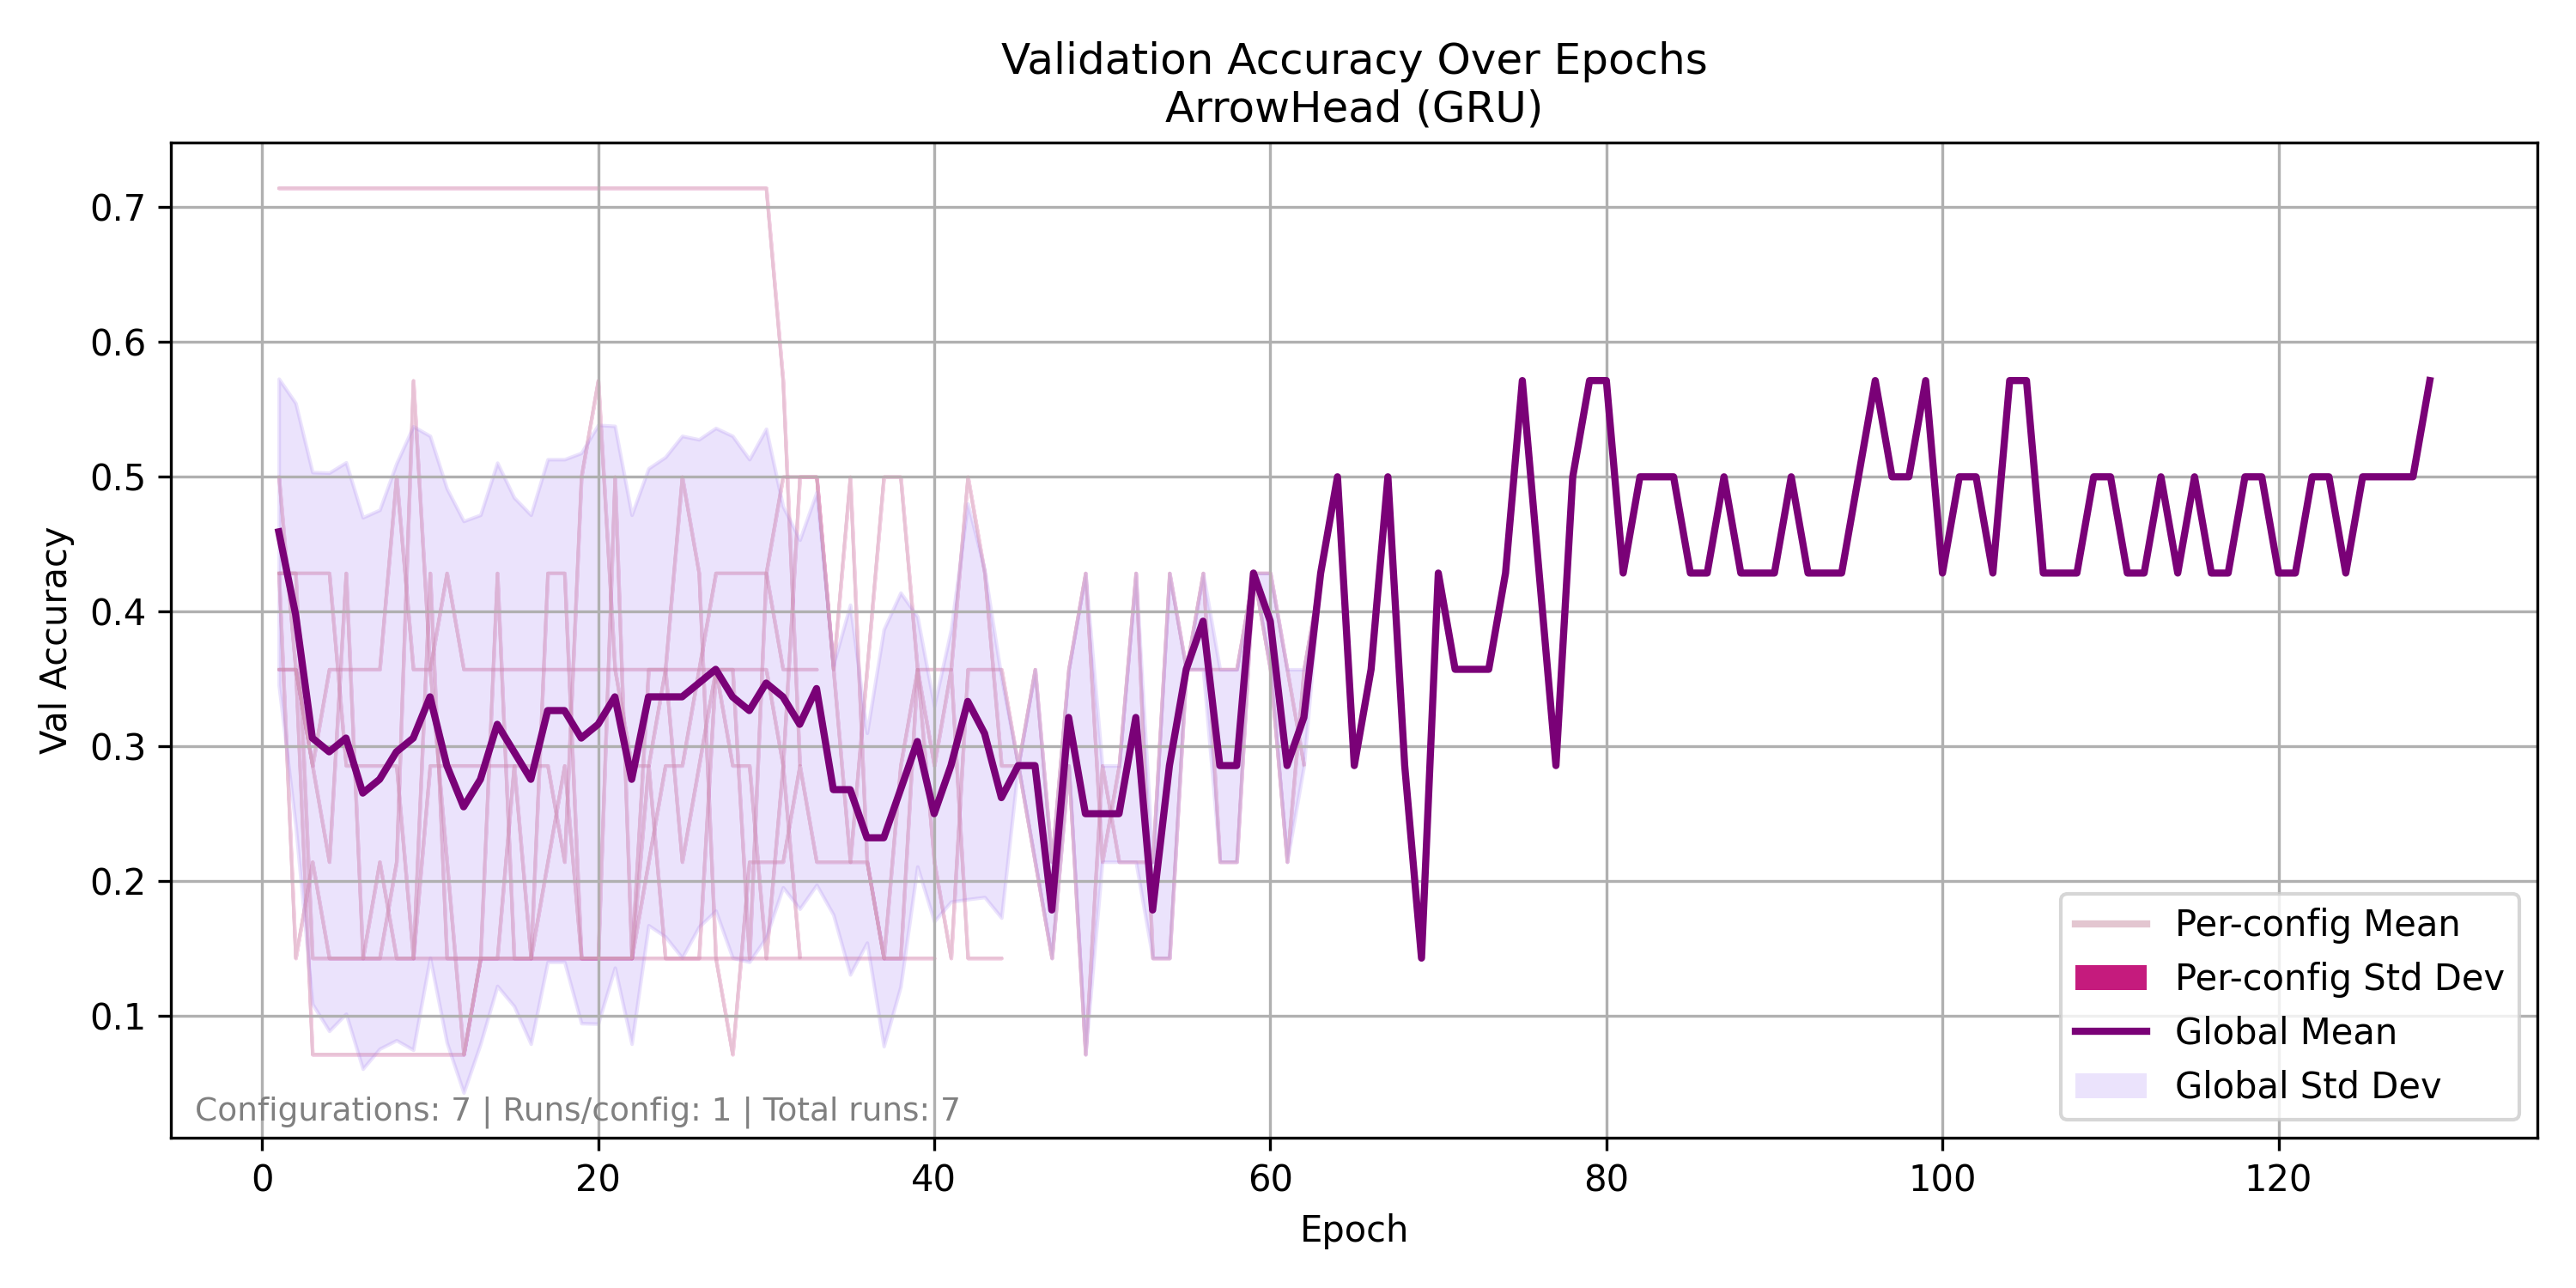 Validation Accuracy Over Epochs
ArrowHead (GRU)
Val Accuracy
0.7
0.6
0.5
0.4
0.3
0.2
0.1
Configurations: 7 | Runs/config: 1 | Total runs: 7
Per-config Mean
Per-config Std Dev
Global Mean
Global Std Dev
0 20 40 60 80 100 120
Epoch